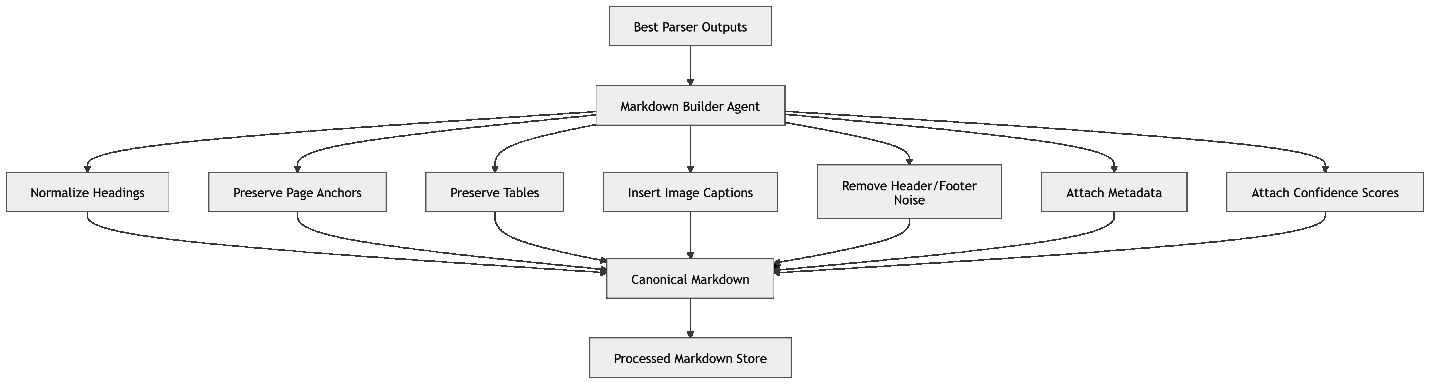 Best Parser Outputs
Markdown Builder Agent
Normalize Headings
Preserve Page Anchors
Preserve Tables
Insert Image Captions
Remove Header/Footer
Noise
Attach Metadata
Attach Confidence Scores
Canonical Markdown
Processed Markdown Store